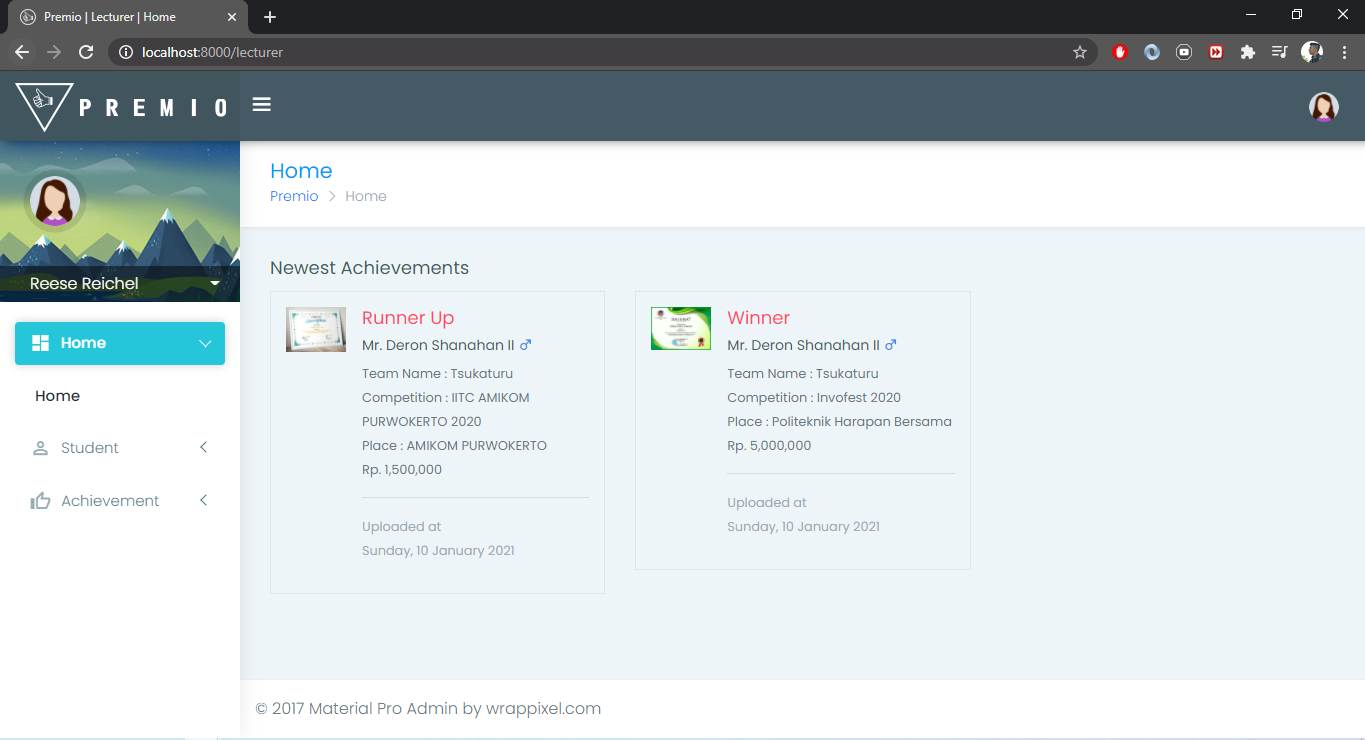 Premio | Lecturer | Home
localhost:8000/lecturer
PREMIO
Home
Premio > Home
Reese Reichel
Home
Home
Student
Achievement
Newest Achievements
Runner Up
Mr. Deron Shanahan II ♂
Team Name : Tsukaturu
Competition : IITC AMIKOM
PURWOKERTO 2020
Place : AMIKOM PURWOKERTO
Rp. 1,500,000
Uploaded at
Sunday, 10 January 2021
Winner
Mr. Deron Shanahan II ♂
Team Name : Tsukaturu
Competition : Invofest 2020
Place : Politeknik Harapan Bersama
Rp. 5,000,000
Uploaded at
Sunday, 10 January 2021
© 2017 Material Pro Admin by wrappixel.com